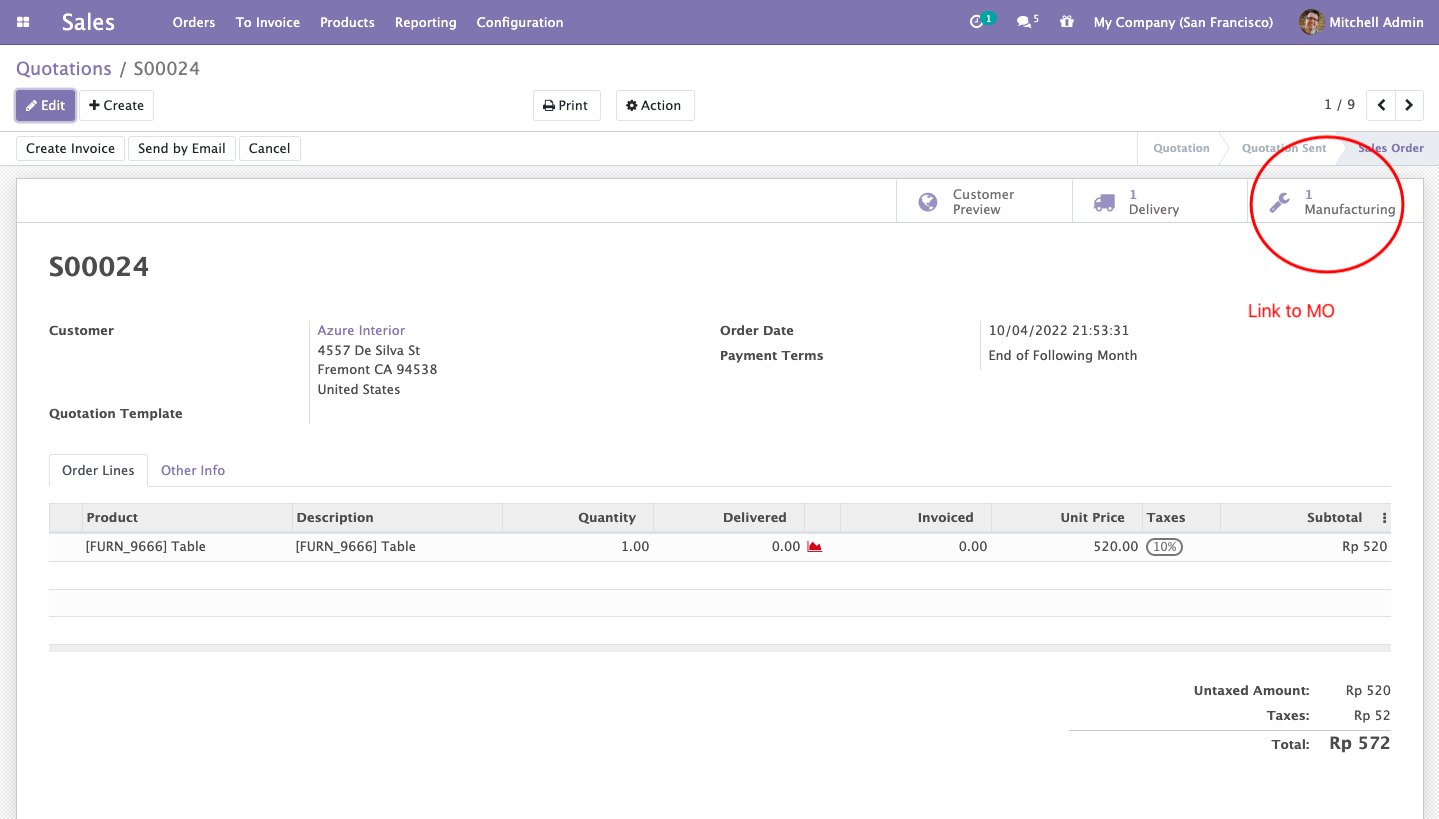 Sales Orders To Invoice Products Reporting Configuration 1 5 My Company (San Francisco) Mitchell Admin
Quotations / S00024
Edit Create Print Action 1 / 9
Create Invoice Send by Email Cancel Quotation Quotation Sent Sales Order
Customer Preview
1 Delivery
1 Manufacturing
S00024
Link to MO
Customer Azure Interior
4557 De Silva St
Fremont CA 94538
United States
Order Date 10/04/2022 21:53:31
Payment Terms End of Following Month
Quotation Template
Order Lines Other Info
Product Description Quantity Delivered Invoiced Unit Price Taxes Subtotal
[FURN_9666] Table [FURN_9666] Table 1.00 0.00 0.00 520.00 10% Rp 520
Untaxed Amount: Rp 520
Taxes: Rp 52
Total: Rp 572